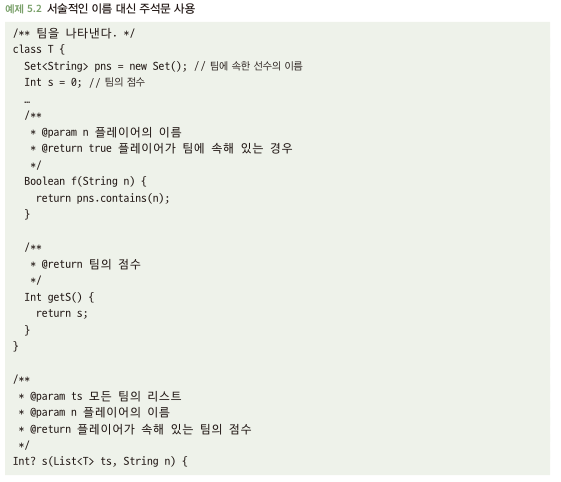 예제 5.2 서술적인 이름 대신 주석문 사용
/** 팀을 나타낸다. */
class T {
  Set<String> pns = new Set(); // 팀에 속한 선수의 이름
  Int s = 0; // 팀의 점수
  …
  /**
   * @param n 플레이어의 이름
   * @return true 플레이어가 팀에 속해 있는 경우
   */
  Boolean f(String n) {
    return pns.contains(n);
  }

  /**
   * @return 팀의 점수
   */
  Int getS() {
    return s;
  }
}

/**
 * @param ts 모든 팀의 리스트
 * @param n 플레이어의 이름
 * @return 플레이어가 속해 있는 팀의 점수
 */
Int? s(List<T> ts, String n) {